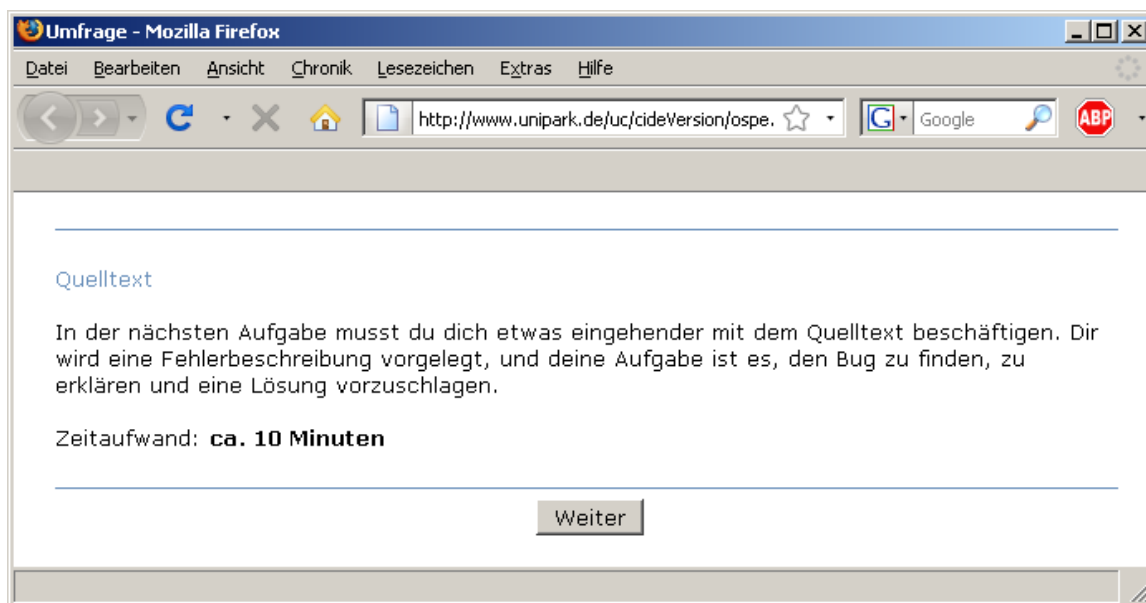 Umfrage - Mozilla Firefox
Datei Bearbeiten Ansicht Chronik Lesezeichen Extras Hilfe
http://www.unipark.de/uc/cideVersion/ospe. G Google ABP
Quelltext
In der nächsten Aufgabe musst du dich etwas eingehender mit dem Quelltext beschäftigen. Dir
wird eine Fehlerbeschreibung vorgelegt, und deine Aufgabe ist es, den Bug zu finden, zu
erklären und eine Lösung vorzuschlagen.
Zeitaufwand: ca. 10 Minuten
Weiter